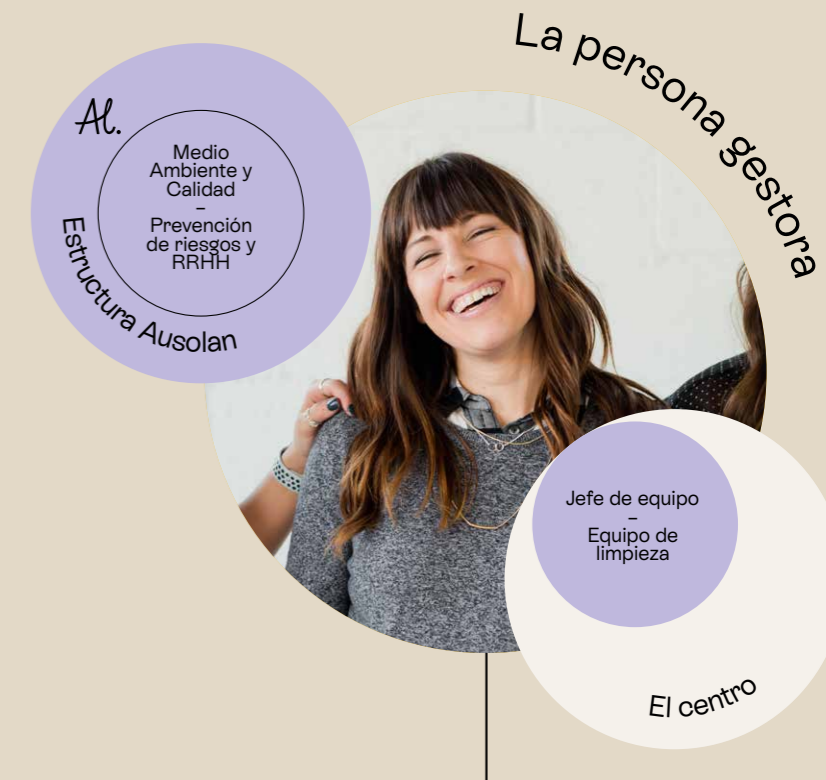 La persona gestora
Al.
Medio
Ambiente y
Calidad
–
Prevención
de riesgos y
RRHH
Estructura Ausolan
Jefe de equipo
–
Equipo de
limpieza
El centro